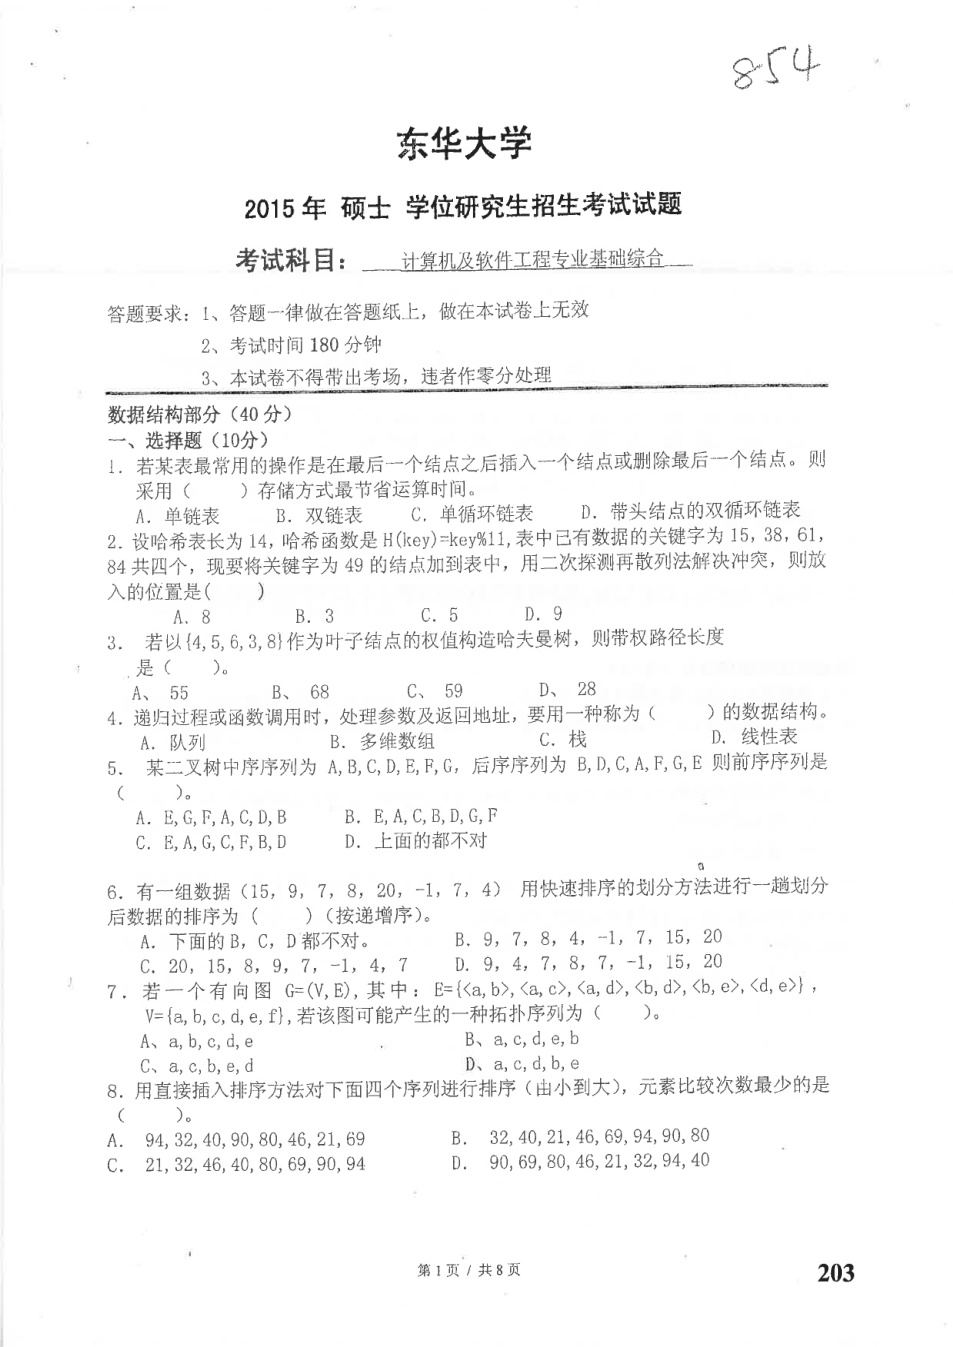 854
东华大学
2015年 硕士 学位研究生招生考试试题
考试科目: 计算机及软件工程专业基础综合
答题要求: 1、答题一律做在答题纸上, 做在本试卷上无效
2、考试时间 180 分钟
3、本试卷不得带出考场, 违者作零分处理
数据结构部分（40 分）
一、选择题（10分）
1. 若某表最常用的操作是在最后一个结点之后插入一个结点或删除最后一个结点。则
采用（ ）存储方式最节省运算时间。
A. 单链表 B. 双链表 C. 单循环链表 D. 带头结点的双循环链表
2. 设哈希表长为 14, 哈希函数是 H(key)=key%11, 表中已有数据的关键字为 15, 38, 61,
84 共四个, 现要将关键字为 49 的结点加到表中, 用二次探测再散列法解决冲突, 则放
入的位置是( )
A. 8 B. 3 C. 5 D. 9
3. 若以{4,5,6,3,8}作为叶子结点的权值构造哈夫曼树, 则带权路径长度
是（ ）。
A、 55 B、 68 C、 59 D、 28
4. 递归过程或函数调用时, 处理参数及返回地址, 要用一种称为（ ）的数据结构。
A. 队列 B. 多维数组 C. 栈 D. 线性表
5. 某二叉树中序序列为 A,B,C,D,E,F,G, 后序序列为 B,D,C,A,F,G,E 则前序序列是
（ ）。
A. E,G,F,A,C,D,B B. E,A,C,B,D,G,F
C. E,A,G,C,F,B,D D. 上面的都不对
6. 有一组数据（15, 9, 7, 8, 20, -1, 7, 4） 用快速排序的划分方法进行一趟划分
后数据的排序为（ ）（按递增序）。
A. 下面的 B, C, D 都不对。 B. 9, 7, 8, 4, -1, 7, 15, 20
C. 20, 15, 8, 9, 7, -1, 4, 7 D. 9, 4, 7, 8, 7, -1, 15, 20
7. 若一个有向图 G=(V,E), 其中: E={<a,b>, <a,c>, <a,d>, <b,d>, <b,e>, <d,e>},
V={a,b,c,d,e,f}, 若该图可能产生的一种拓扑序列为（ ）。
A、a,b,c,d,e B、a,c,d,e,b
C、a,c,b,e,d D、a,c,d,b,e
8. 用直接插入排序方法对下面四个序列进行排序（由小到大）, 元素比较次数最少的是
（ ）。
A. 94,32,40,90,80,46,21,69 B. 32,40,21,46,69,94,90,80
C. 21,32,46,40,80,69,90,94 D. 90,69,80,46,21,32,94,40
第 1 页 / 共 8 页
203